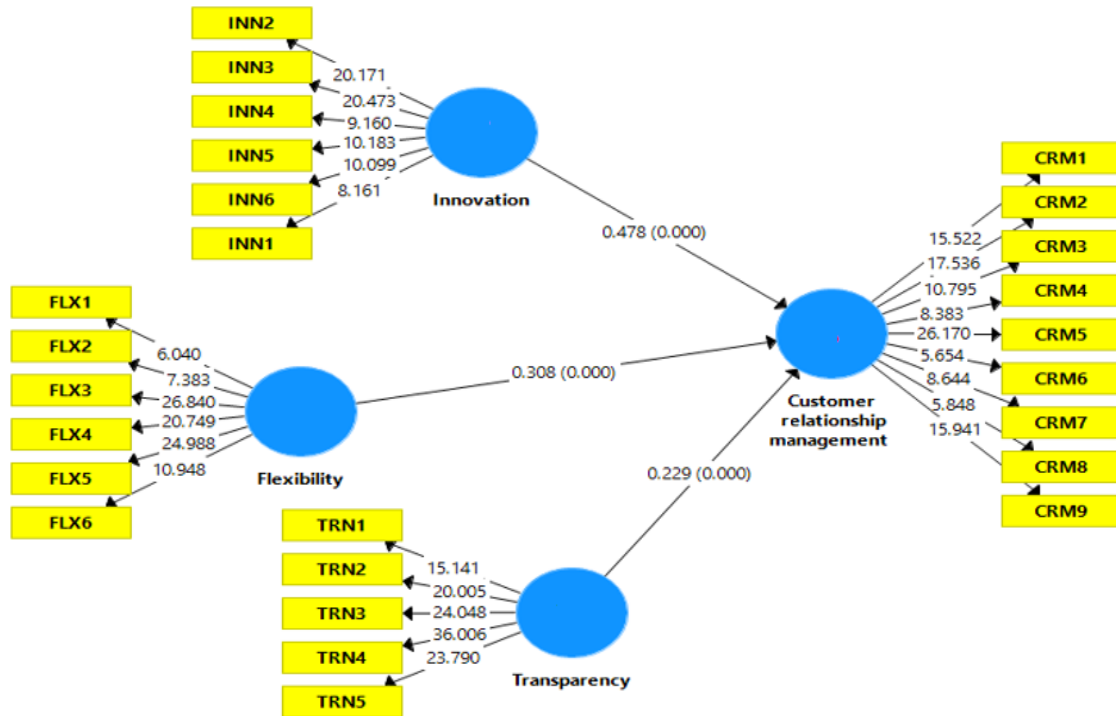 INN2
INN3
INN4
INN5
INN6
INN1
20.171
20.473
9.160
10.183
10.099
8.161
Innovation
0.478 (0.000)
FLX1
FLX2
FLX3
FLX4
FLX5
FLX6
6.040
7.383
26.840
20.749
24.988
10.948
Flexibility
0.308 (0.000)
TRN1
TRN2
TRN3
TRN4
TRN5
15.141
20.005
24.048
36.006
23.790
Transparency
0.229 (0.000)
Customer
relationship
management
15.522
17.536
10.795
8.383
26.170
5.654
8.644
5.848
15.941
CRM1
CRM2
CRM3
CRM4
CRM5
CRM6
CRM7
CRM8
CRM9